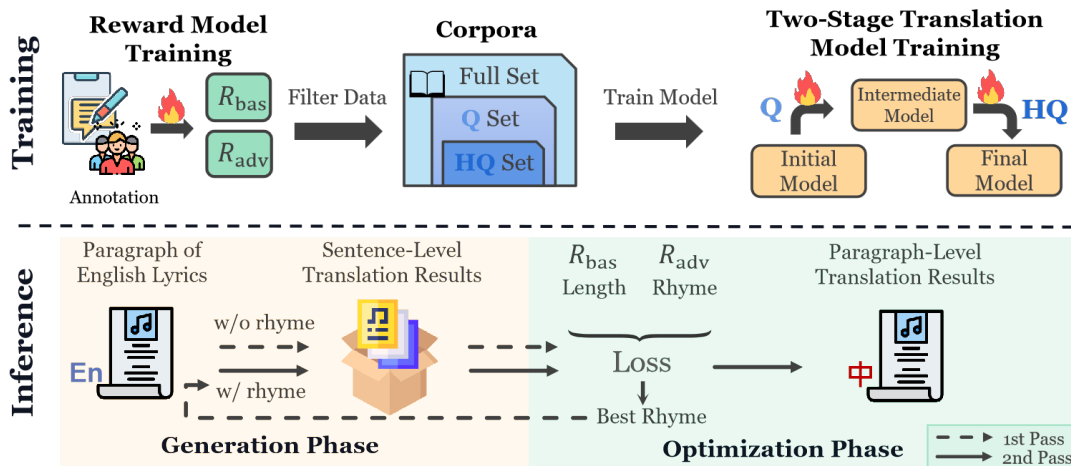 Training
Reward Model
Training
Annotation
R_bas
R_adv
Filter Data
Corpora
Full Set
Q Set
HQ Set
Train Model
Two-Stage Translation
Model Training
Q
Initial
Model
Intermediate
Model
HQ
Final
Model
Inference
Paragraph of
English Lyrics
En
w/o rhyme
w/ rhyme
Sentence-Level
Translation Results
Generation Phase
R_bas
Length
R_adv
Rhyme
Loss
Best Rhyme
Paragraph-Level
Translation Results
中
Optimization Phase
1st Pass
2nd Pass